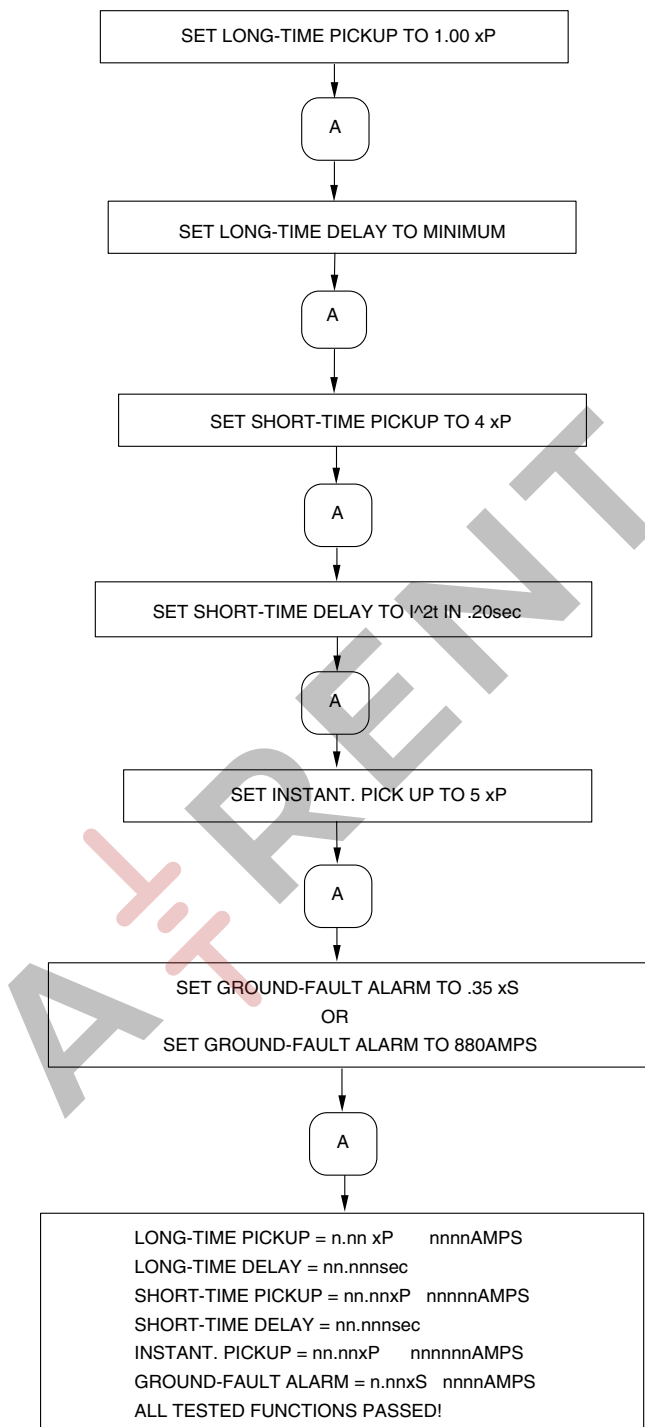 SET LONG-TIME PICKUP TO 1.00 xP
A
SET LONG-TIME DELAY TO MINIMUM
A
SET SHORT-TIME PICKUP TO 4 xP
A
SET SHORT-TIME DELAY TO I^2t IN .20sec
A
SET INSTANT. PICK UP TO 5 xP
A
SET GROUND-FAULT ALARM TO .35 xS
OR
SET GROUND-FAULT ALARM TO 880AMPS
A
LONG-TIME PICKUP = n.nn xP nnnnAMPS
LONG-TIME DELAY = nn.nnnsec
SHORT-TIME PICKUP = nn.nnxP nnnnnAMPS
SHORT-TIME DELAY = nn.nnnsec
INSTANT. PICKUP = nn.nnxP nnnnnnAMPS
GROUND-FAULT ALARM = n.nnxS nnnnAMPS
ALL TESTED FUNCTIONS PASSED!
A RENT